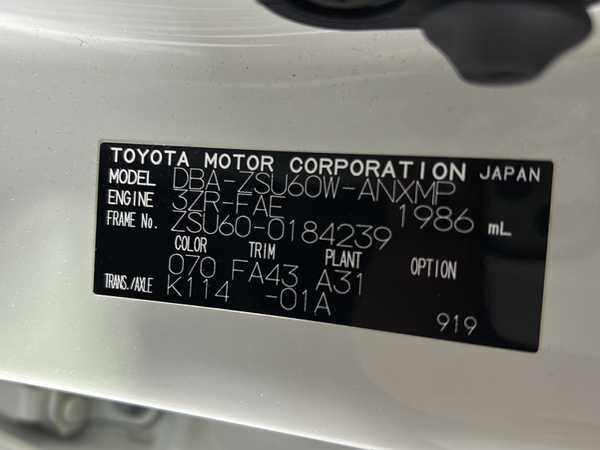 TOYOTA MOTOR CORPORATION JAPAN
MODEL DBA-ZSU60W-ANXMP
ENGINE 3ZR-FAE 1986 mL
FRAME No. ZSU60-0184239
COLOR TRIM PLANT OPTION
070 FA43 A31
TRANS./AXLE K114 -01A
919